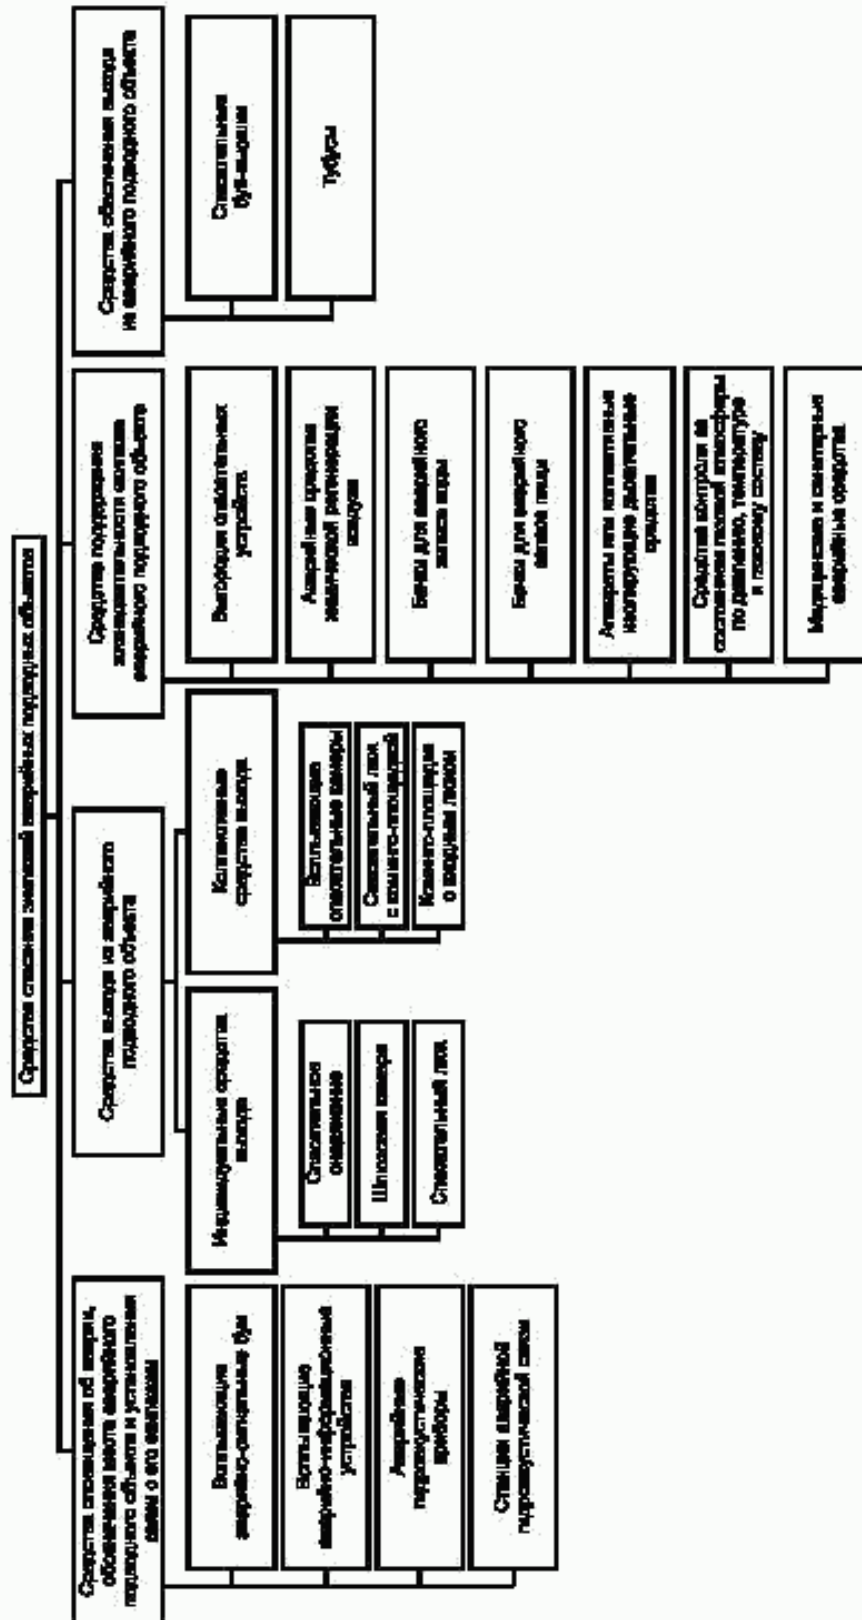 Средства спасения экипажей аварийных подводных объектов
Средства оповещения об аварии,
обозначения места аварийного
подводного объекта и установления
связи с его экипажем
Всплывающие
аварийно-сигнальные буи
Всплывающие
аварийно-информационные
устройства
Аварийные
гидроакустические
приборы
Станции аварийной
гидроакустической связи
Средства выхода из аварийного
подводного объекта
Индивидуальные средства
выхода
Спасательное
снаряжение
Шлюзовая камера
Спасательный люк
Коллективные
средства выхода
Всплывающие
спасательные камеры
Спасательный люк
с комингс-площадкой
Комингс-площадка
с входным люком
Средства поддержания
жизнедеятельности экипажа
аварийного подводного объекта
Выгородки спасательных
устройств
Аварийные средства
химической регенерации
воздуха
Бачки для аварийного
запаса воды
Бачки для аварийного
запаса пищи
Аппараты или коллективные
изолирующие дыхательные
средства
Средства контроля за
состоянием газовой атмосферы
по давлению, температуре
и газовому составу
Медицинские и санитарные
аварийные средства
Средства обеспечения выхода
из аварийного подводного объекта
Спасательные
буи-вьюшки
Тубусы